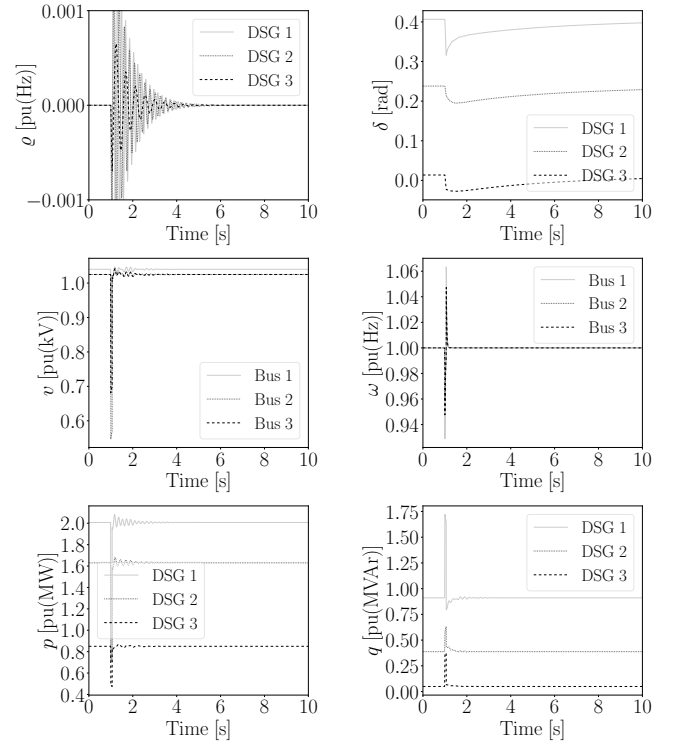 0.001
0.000
−0.001
ϱ [pu(Hz)]
DSG 1
DSG 2
DSG 3
0 2 4 6 8 10
Time [s]
0.4
0.2
0.0
δ [rad]
DSG 1
DSG 2
DSG 3
0 2 4 6 8 10
Time [s]
1.0
0.9
0.8
0.7
0.6
v [pu(kV)]
Bus 1
Bus 2
Bus 3
0 2 4 6 8 10
Time [s]
1.06
1.04
1.02
1.00
0.98
0.96
0.94
ω [pu(Hz)]
Bus 1
Bus 2
Bus 3
0 2 4 6 8 10
Time [s]
2.0
1.8
1.6
1.4
1.2
1.0
0.8
0.6
0.4
p [pu(MW)]
DSG 1
DSG 2
DSG 3
0 2 4 6 8 10
Time [s]
1.75
1.50
1.25
1.00
0.75
0.50
0.25
0.00
q [pu(MVAr)]
DSG 1
DSG 2
DSG 3
0 2 4 6 8 10
Time [s]